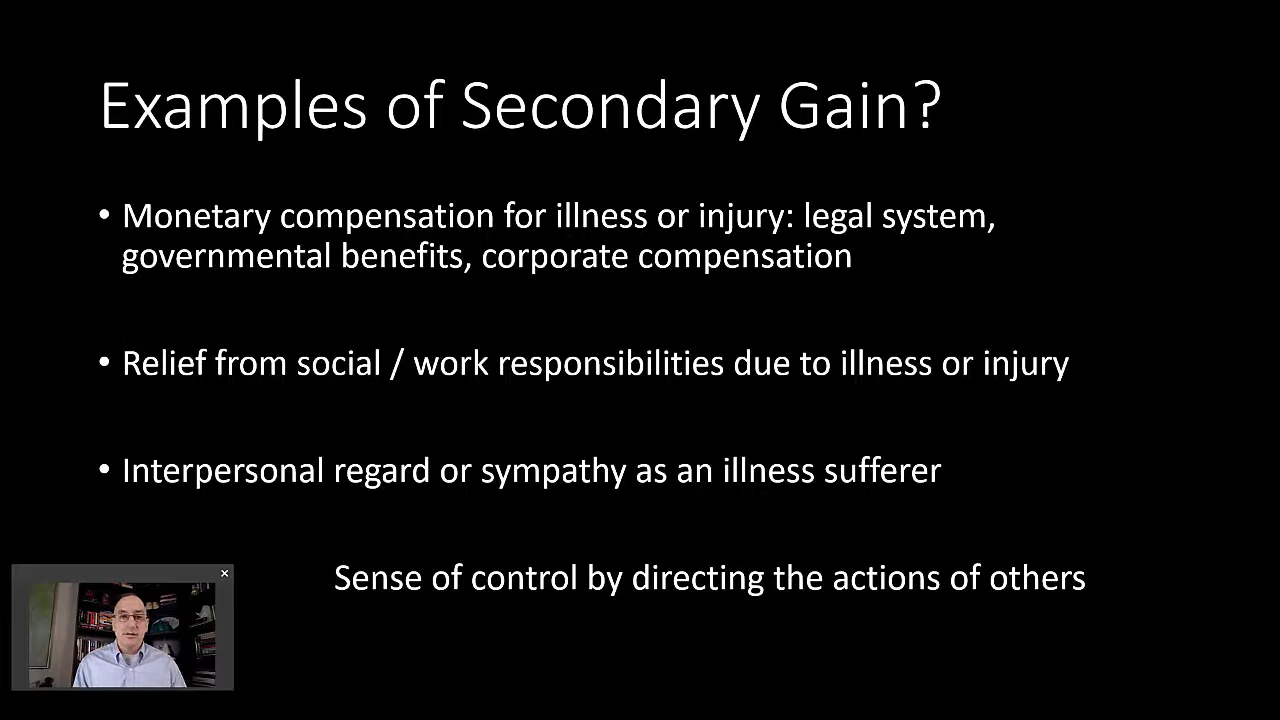 Examples of Secondary Gain?
• Monetary compensation for illness or injury: legal system,
governmental benefits, corporate compensation
• Relief from social / work responsibilities due to illness or injury
• Interpersonal regard or sympathy as an illness sufferer
Sense of control by directing the actions of others